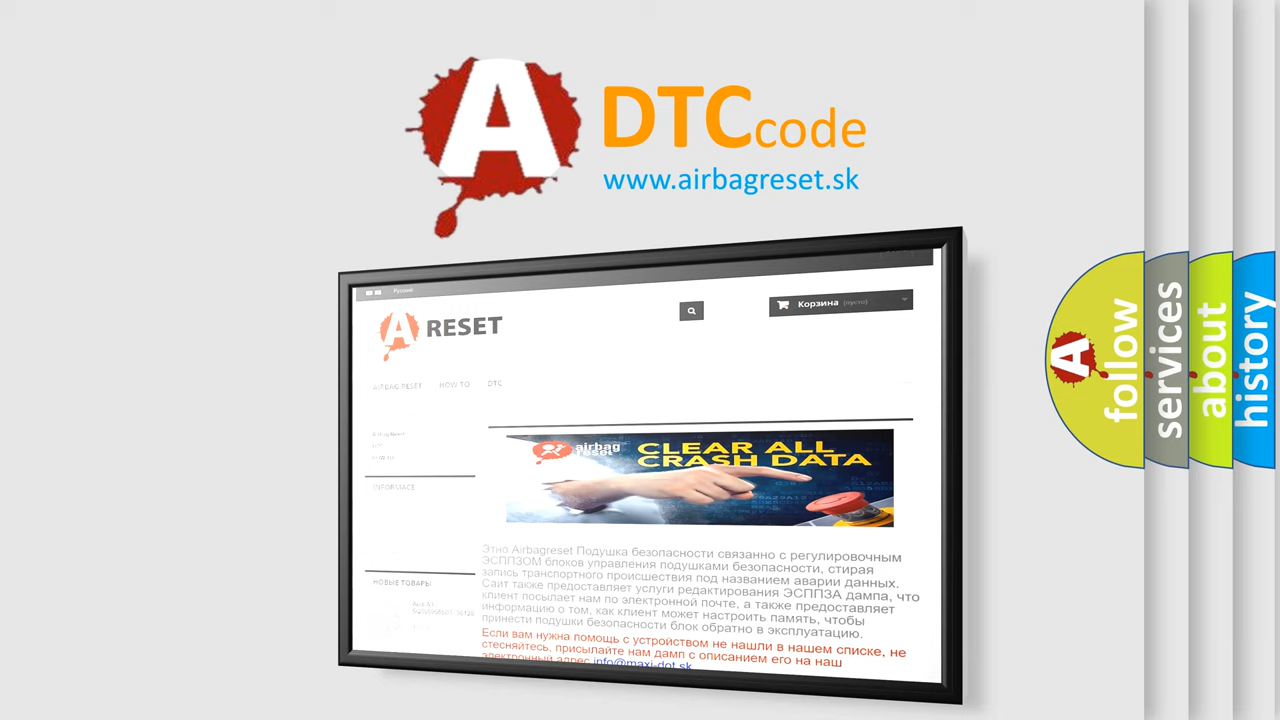 A DTCcode
www.airbagreset.sk
Русский
A RESET
Корзина (пусто)
AIRBAG RESET HOW TO DTC
Airbag Reset
INFORMACE
НОВЫЕ ТОВАРЫ
airbag
reset
CLEAR ALL
CRASH DATA
Этно Airbagreset Подушка безопасности связанно с регулировочным
ЭСППЗОМ блоков управления подушками безопасности, стирая
запись транспортного происшествия под названием аварии данных.
Сайт также предоставляет услуги редактирования ЭСППЗА дампа, что
клиент посылает нам по электронной почте, а также предоставляет
информацию о том, как клиент может настроить память, чтобы
принести подушки безопасности блок обратно в эксплуатацию.
Если вам нужна помощь с устройством не нашли в нашем списке, не
стесняйтесь, присылайте нам дамп с описанием его на наш
электронный адрес info@maxi-dot.sk
A follow
services
about
history